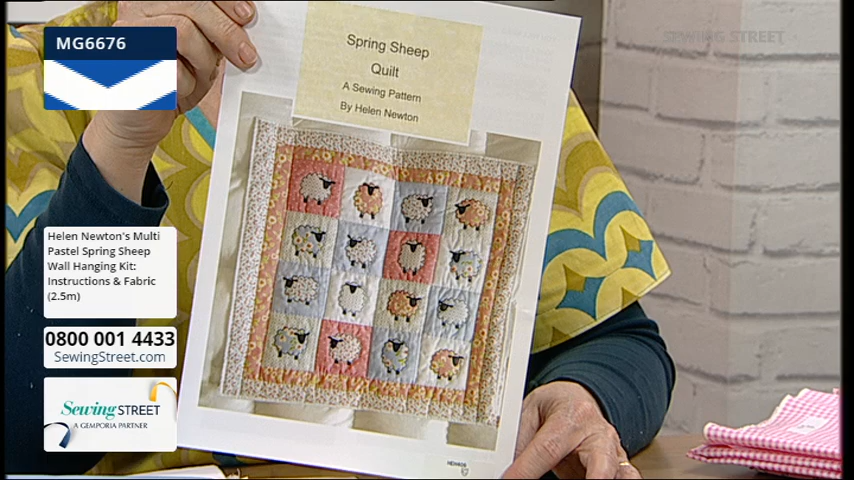 MG6676
Helen Newton's Multi
Pastel Spring Sheep
Wall Hanging Kit:
Instructions & Fabric
(2.5m)
0800 001 4433
SewingStreet.com
Sewing STREET
A GEMPORIA PARTNER
Spring Sheep
Quilt
A Sewing Pattern
By Helen Newton
SEWING STREET